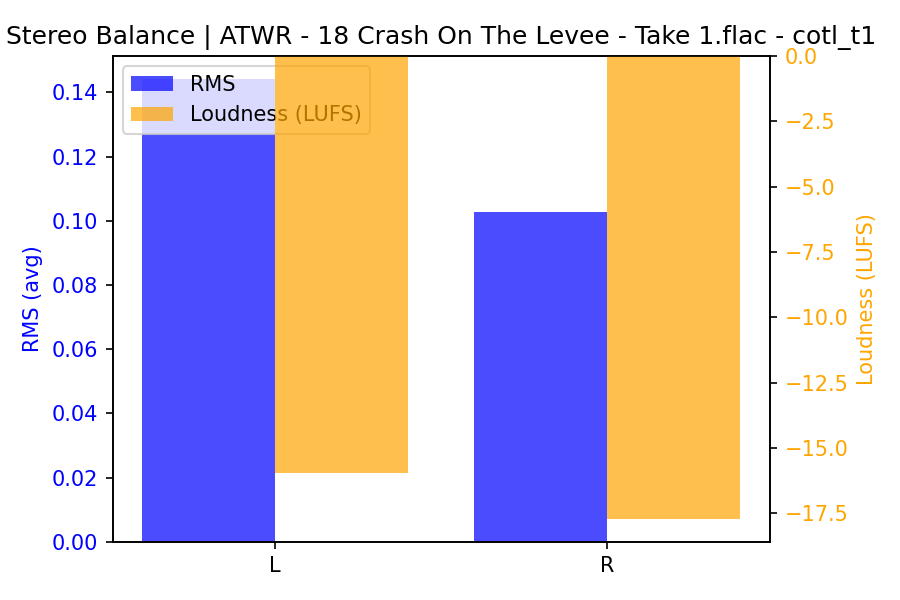 Stereo Balance | ATWR - 18 Crash On The Levee - Take 1.flac - cotl_t1
RMS
Loudness (LUFS)
RMS (avg)
0.14
0.12
0.10
0.08
0.06
0.04
0.02
0.00
0.0
−2.5
−5.0
−7.5
−10.0
−12.5
−15.0
−17.5
Loudness (LUFS)
L
R